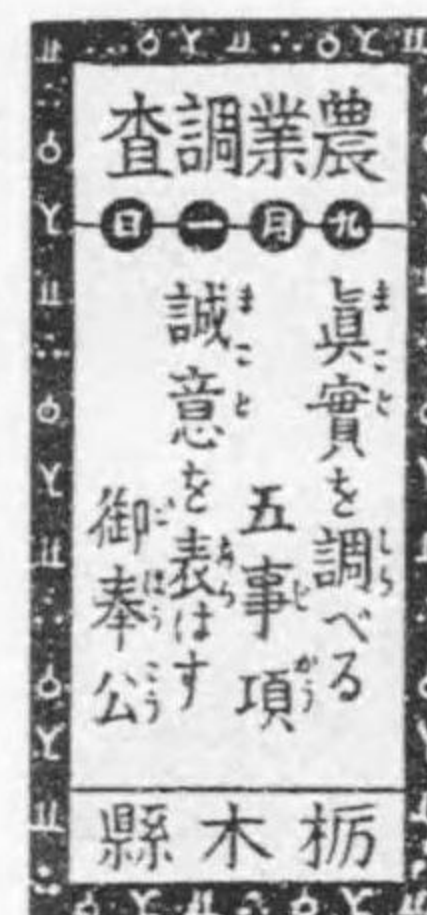 農業調査
九月一日
眞實を調べる
五事項
誠意を表はす
御奉公
栃木縣